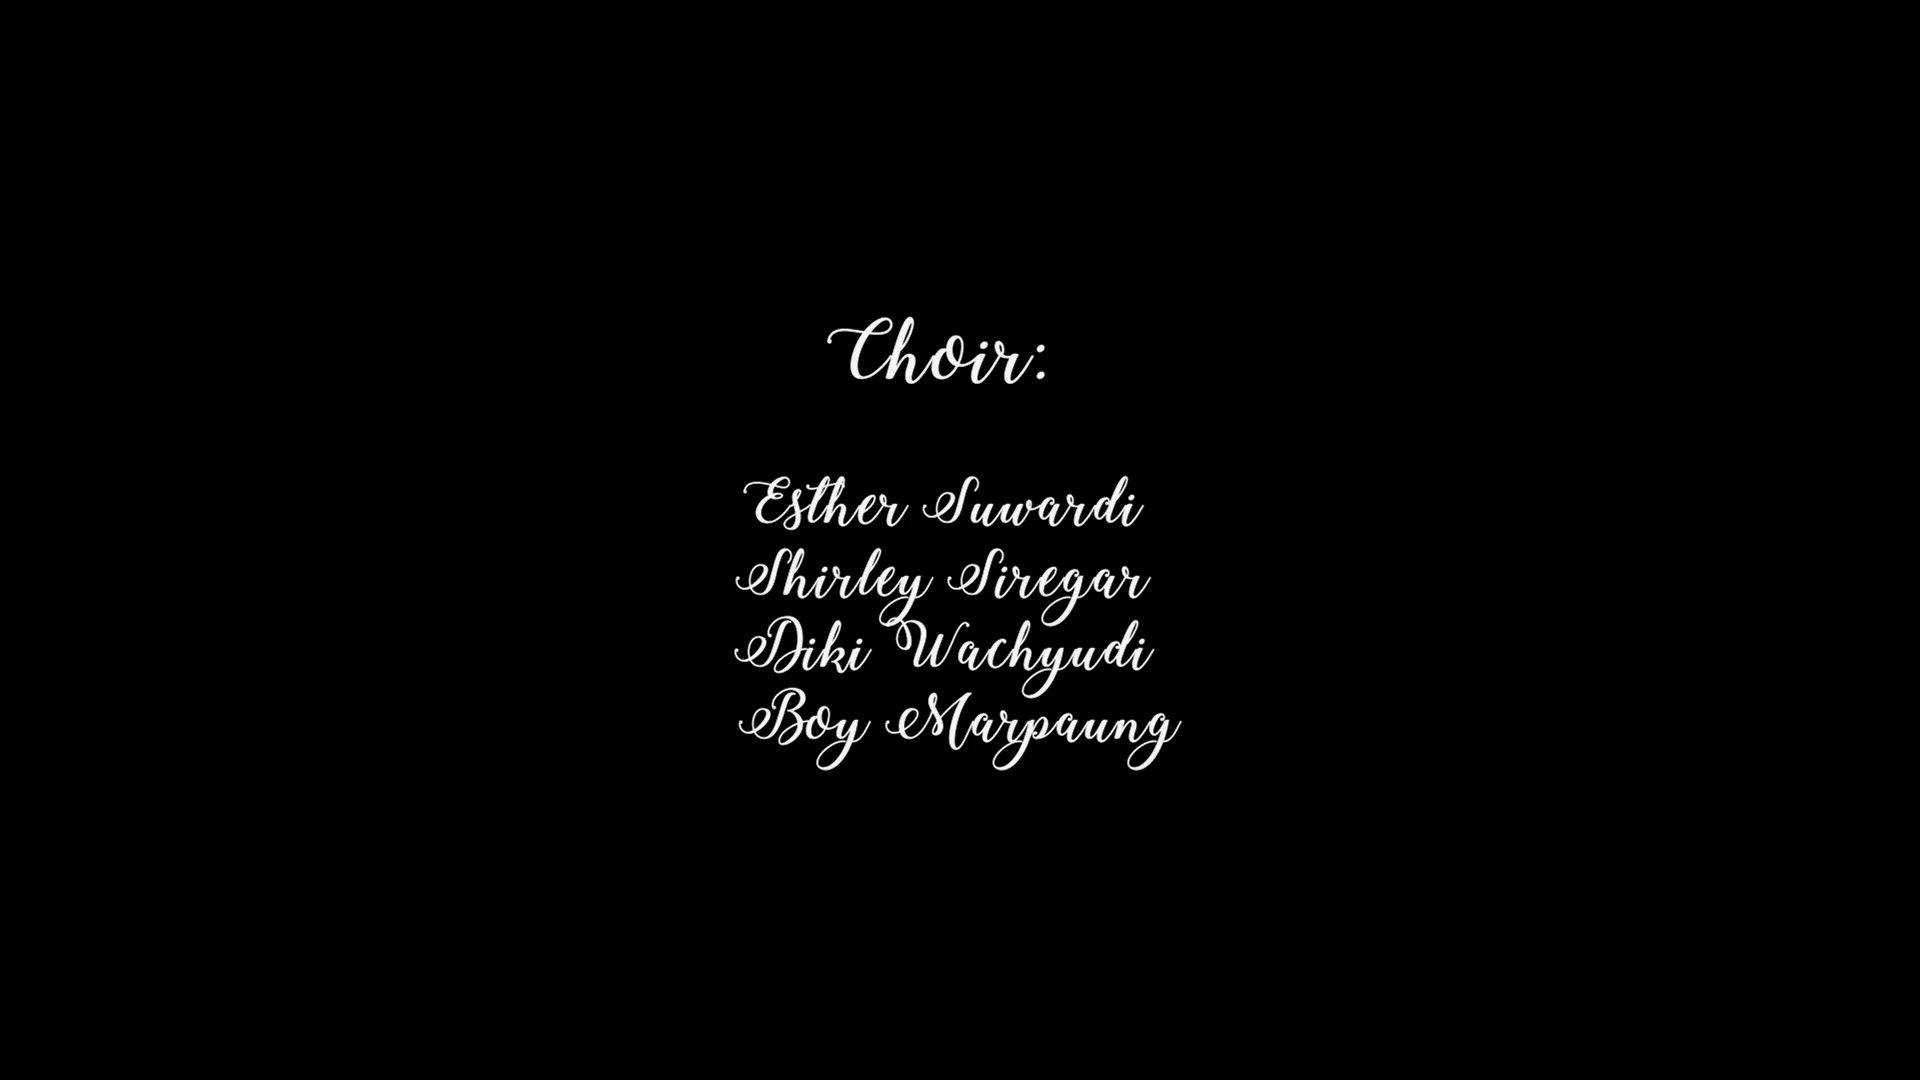 Choir:
Esther Suwardi
Shirley Siregar
Diki Wachyudi
Boy Marpaung